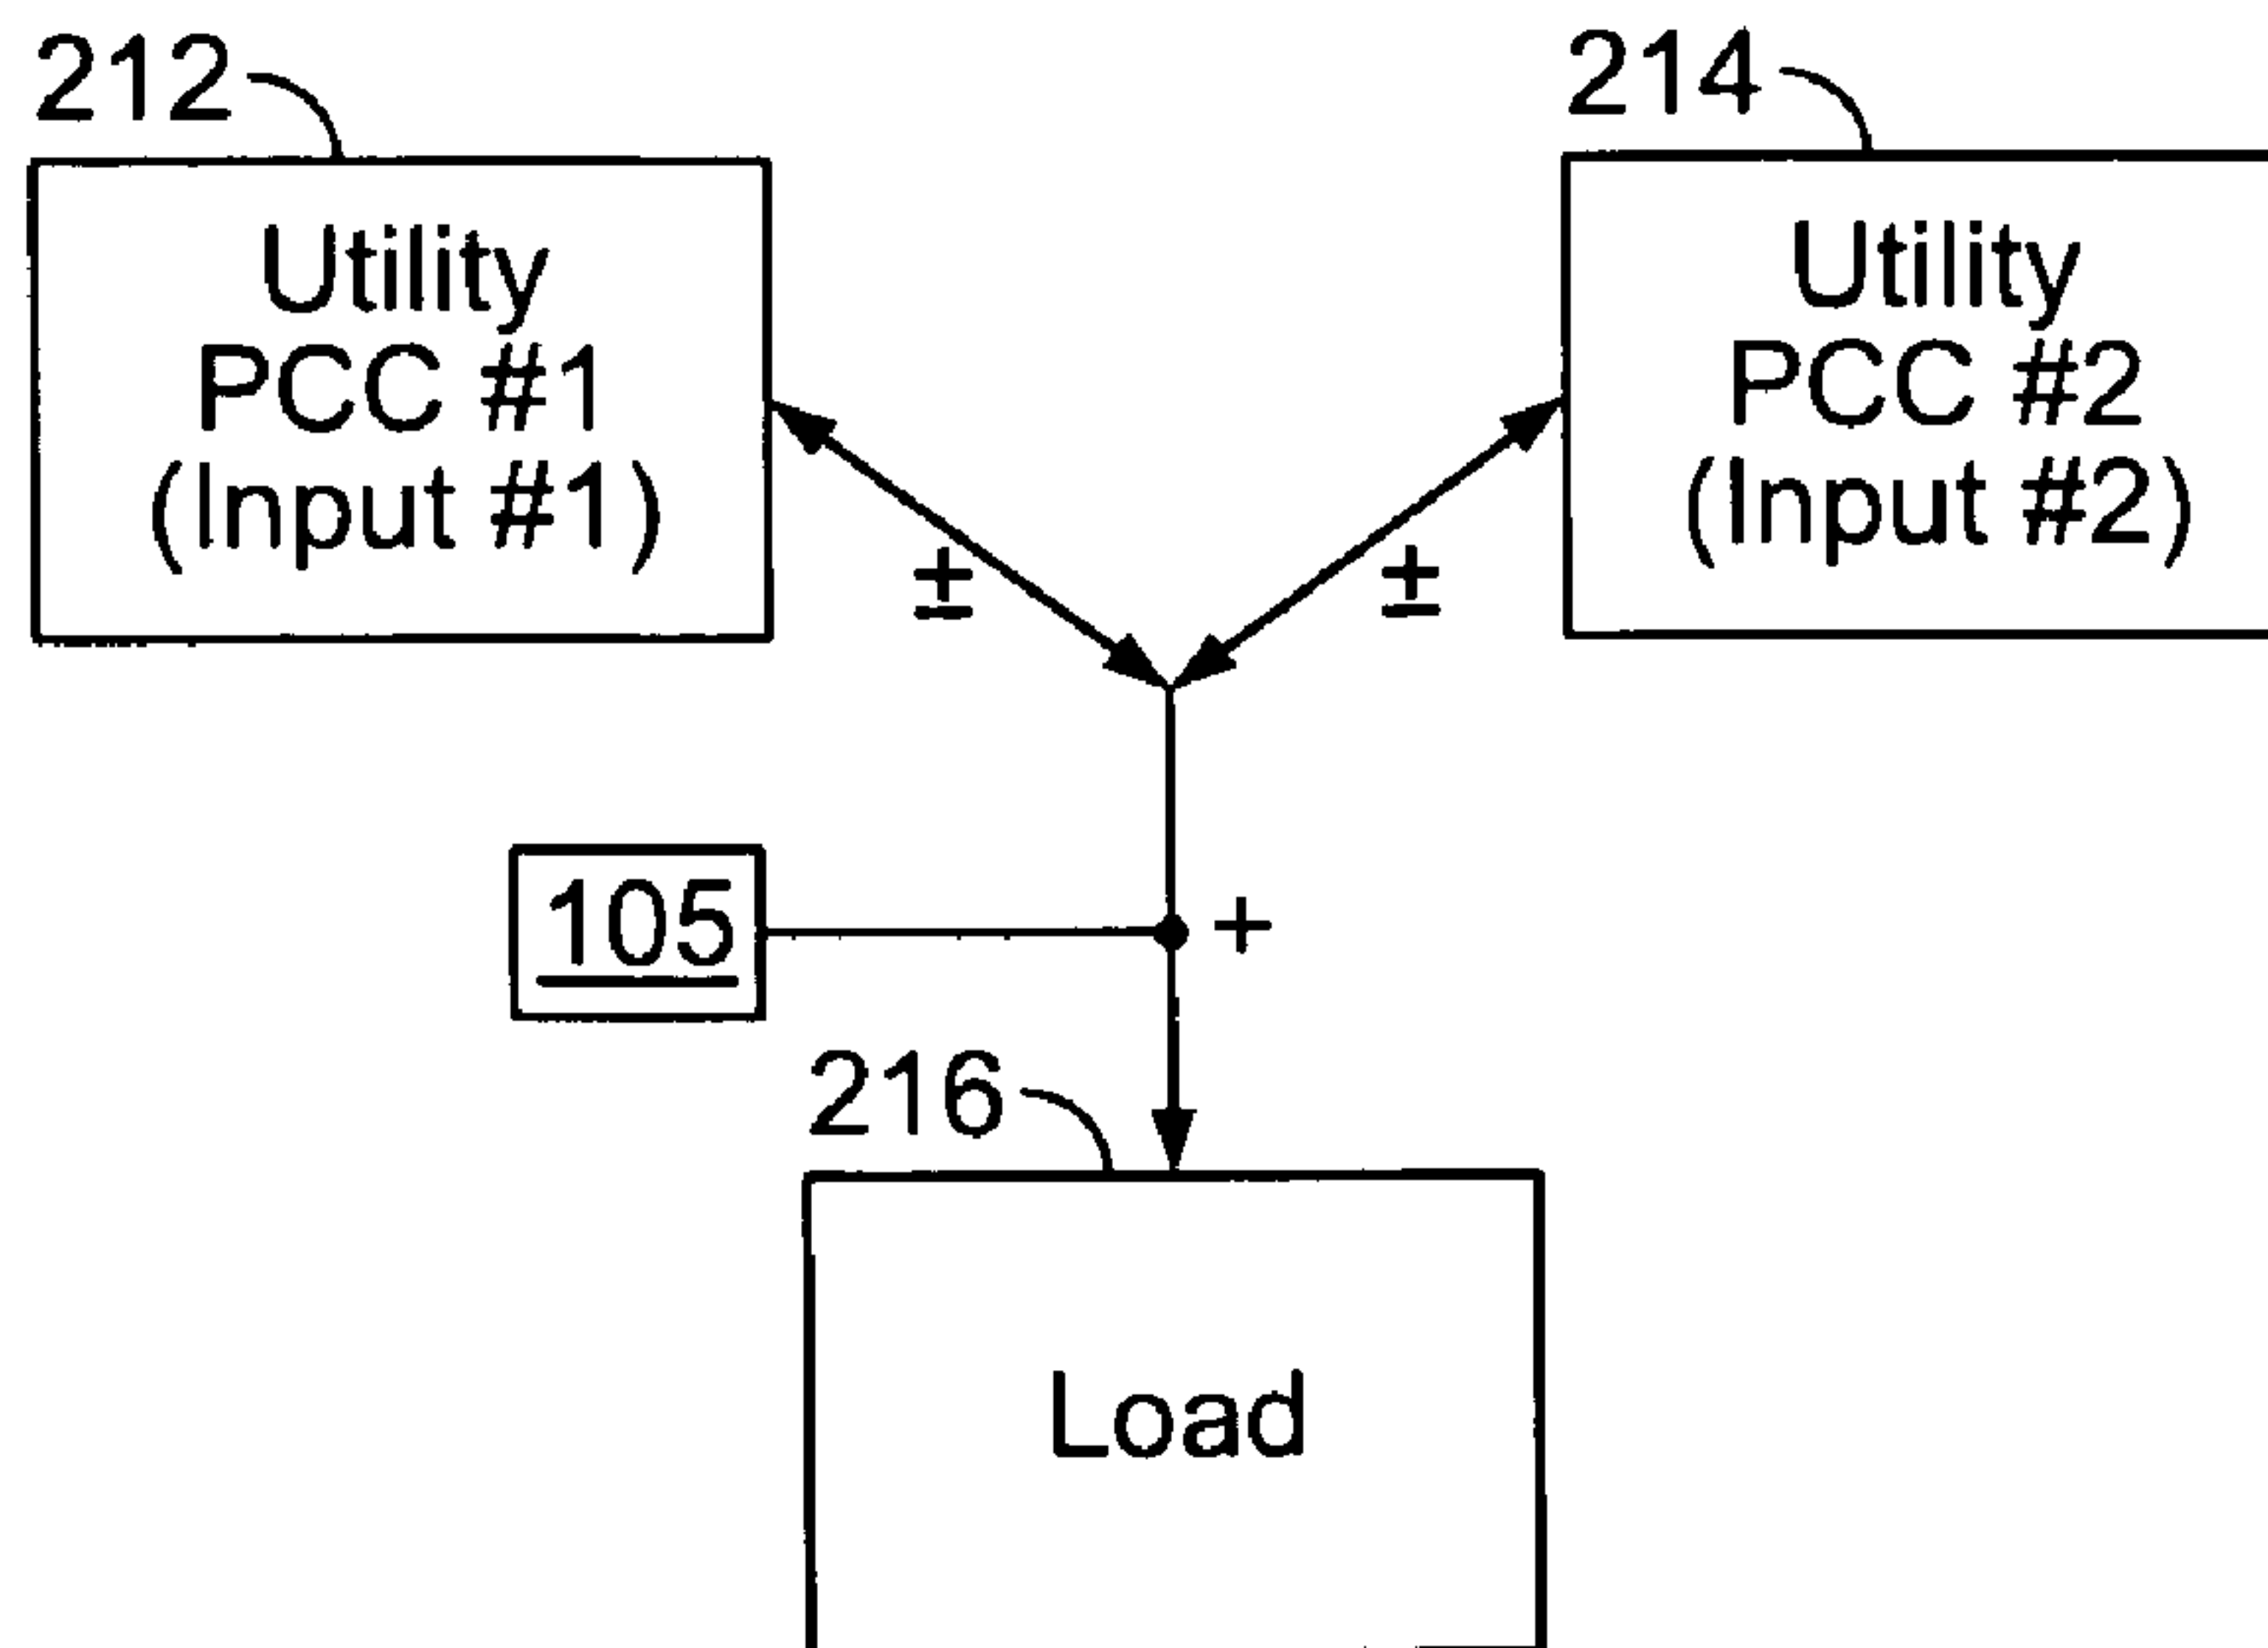 212
214
Utility
PCC #1
(Input #1)
Utility
PCC #2
(Input #2)
±
±
105
+
216
Load